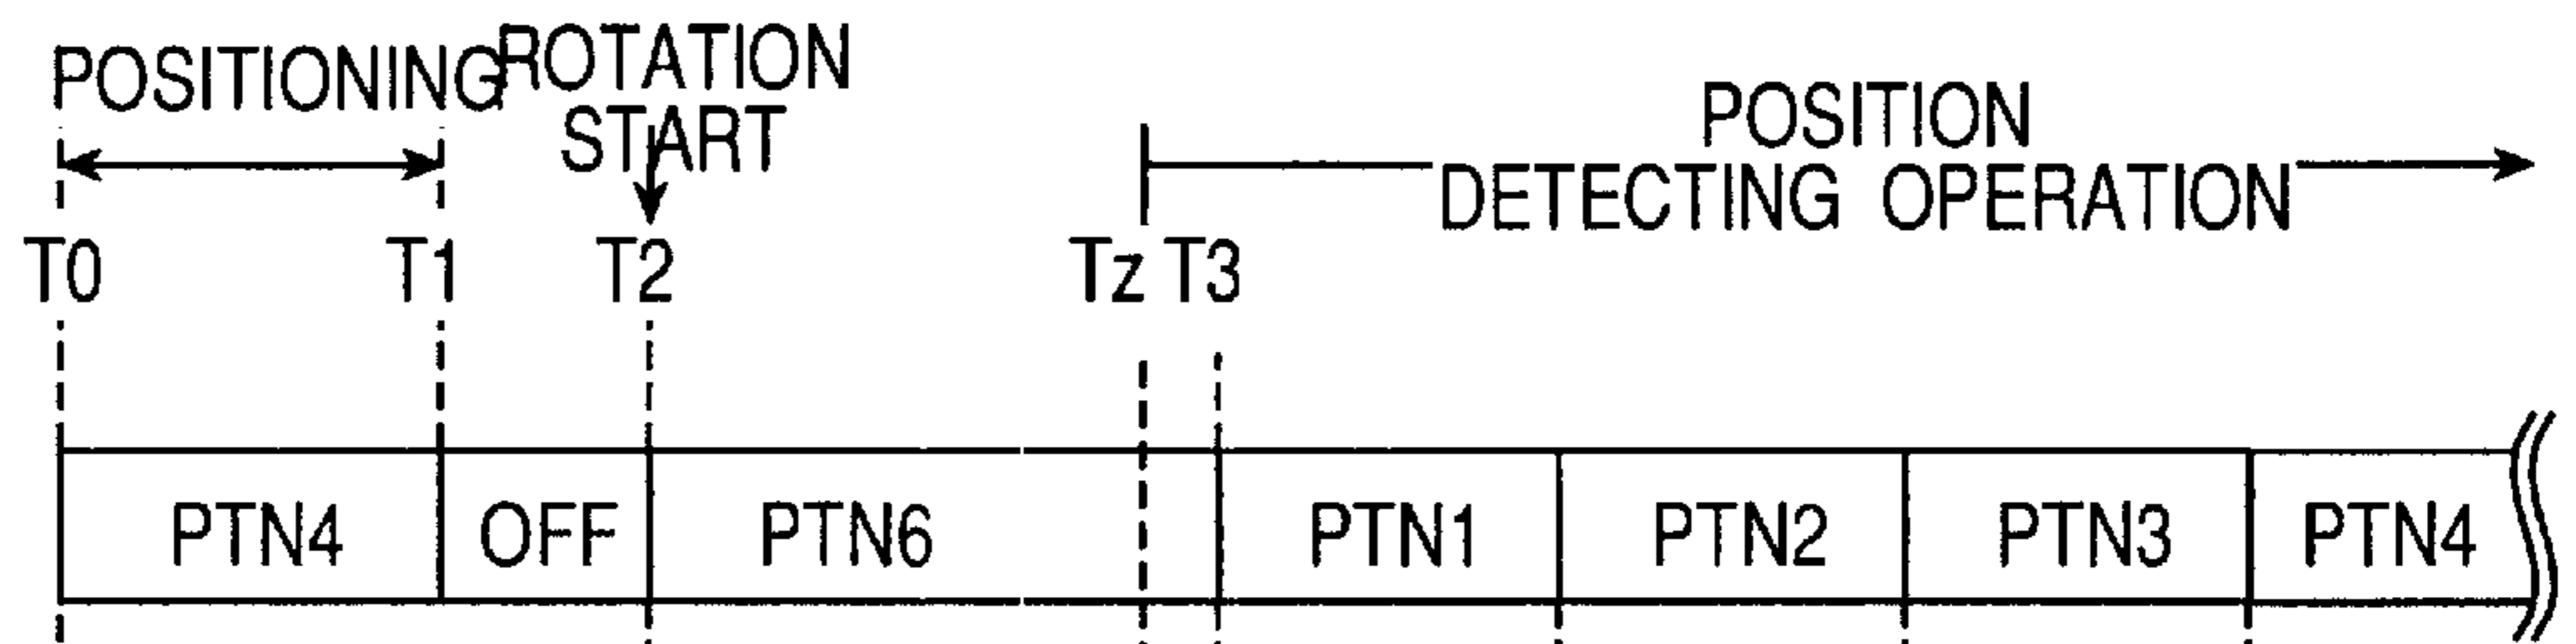 POSITIONING
ROTATION
START
POSITION
DETECTING OPERATION
T0 T1 T2 Tz T3
PTN4 OFF PTN6 PTN1 PTN2 PTN3 PTN4